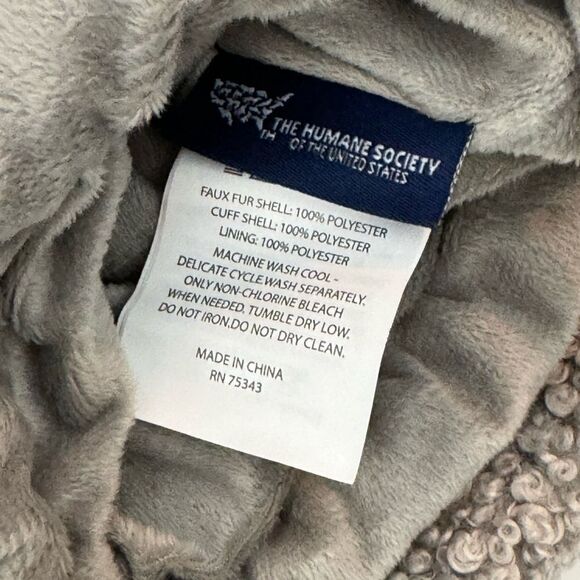 TM THE HUMANE SOCIETY
OF THE UNITED STATES
FAUX FUR SHELL: 100% POLYESTER
CUFF SHELL: 100% POLYESTER
LINING: 100% POLYESTER
MACHINE WASH COOL -
DELICATE CYCLE WASH SEPARATELY.
ONLY NON-CHLORINE BLEACH
WHEN NEEDED, TUMBLE DRY LOW.
DO NOT IRON.DO NOT DRY CLEAN.
MADE IN CHINA
RN 75343